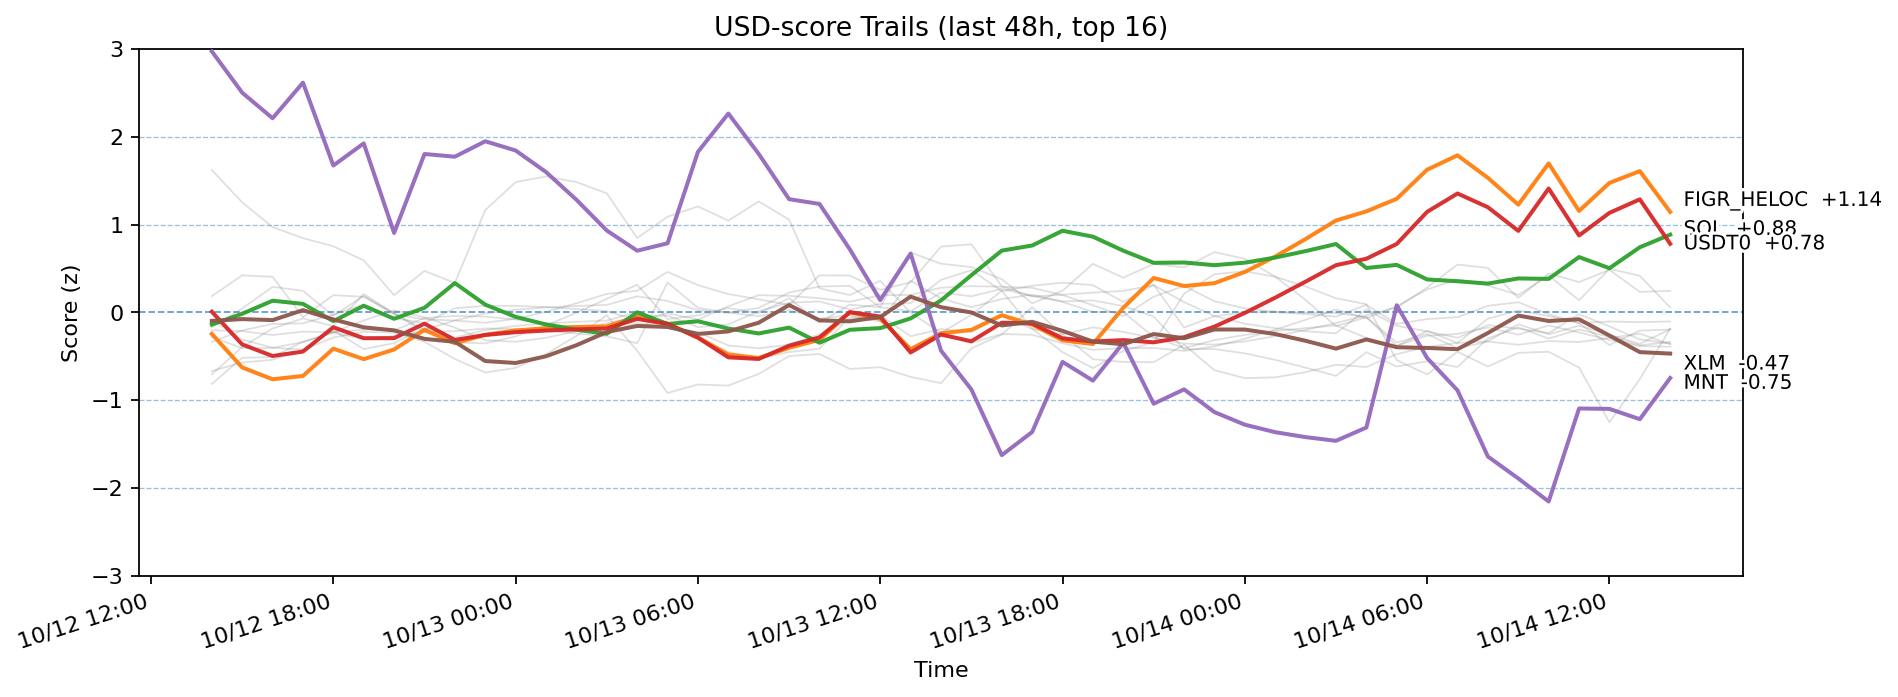 USD-score Trails (last 48h, top 16)
Score (z)
3
2
1
0
−1
−2
−3
FIGR_HELOC +1.14
SOL +0.88
USDT0 +0.78
XLM -0.47
MNT -0.75
10/12 12:00
10/12 18:00
10/13 00:00
10/13 06:00
10/13 12:00
10/13 18:00
10/14 00:00
10/14 06:00
10/14 12:00
Time